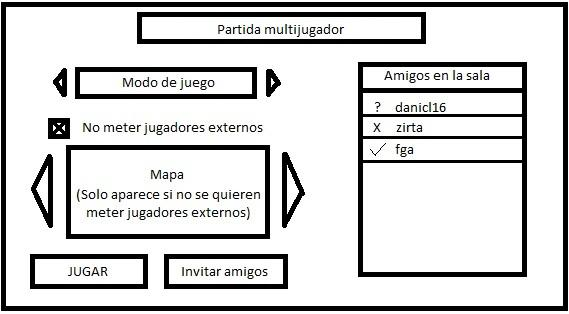 Partida multijugador
Modo de juego
No meter jugadores externos
Mapa
(Solo aparece si no se quieren
meter jugadores externos)
JUGAR
Invitar amigos
Amigos en la sala
? danicl16
X zirta
✓ fga